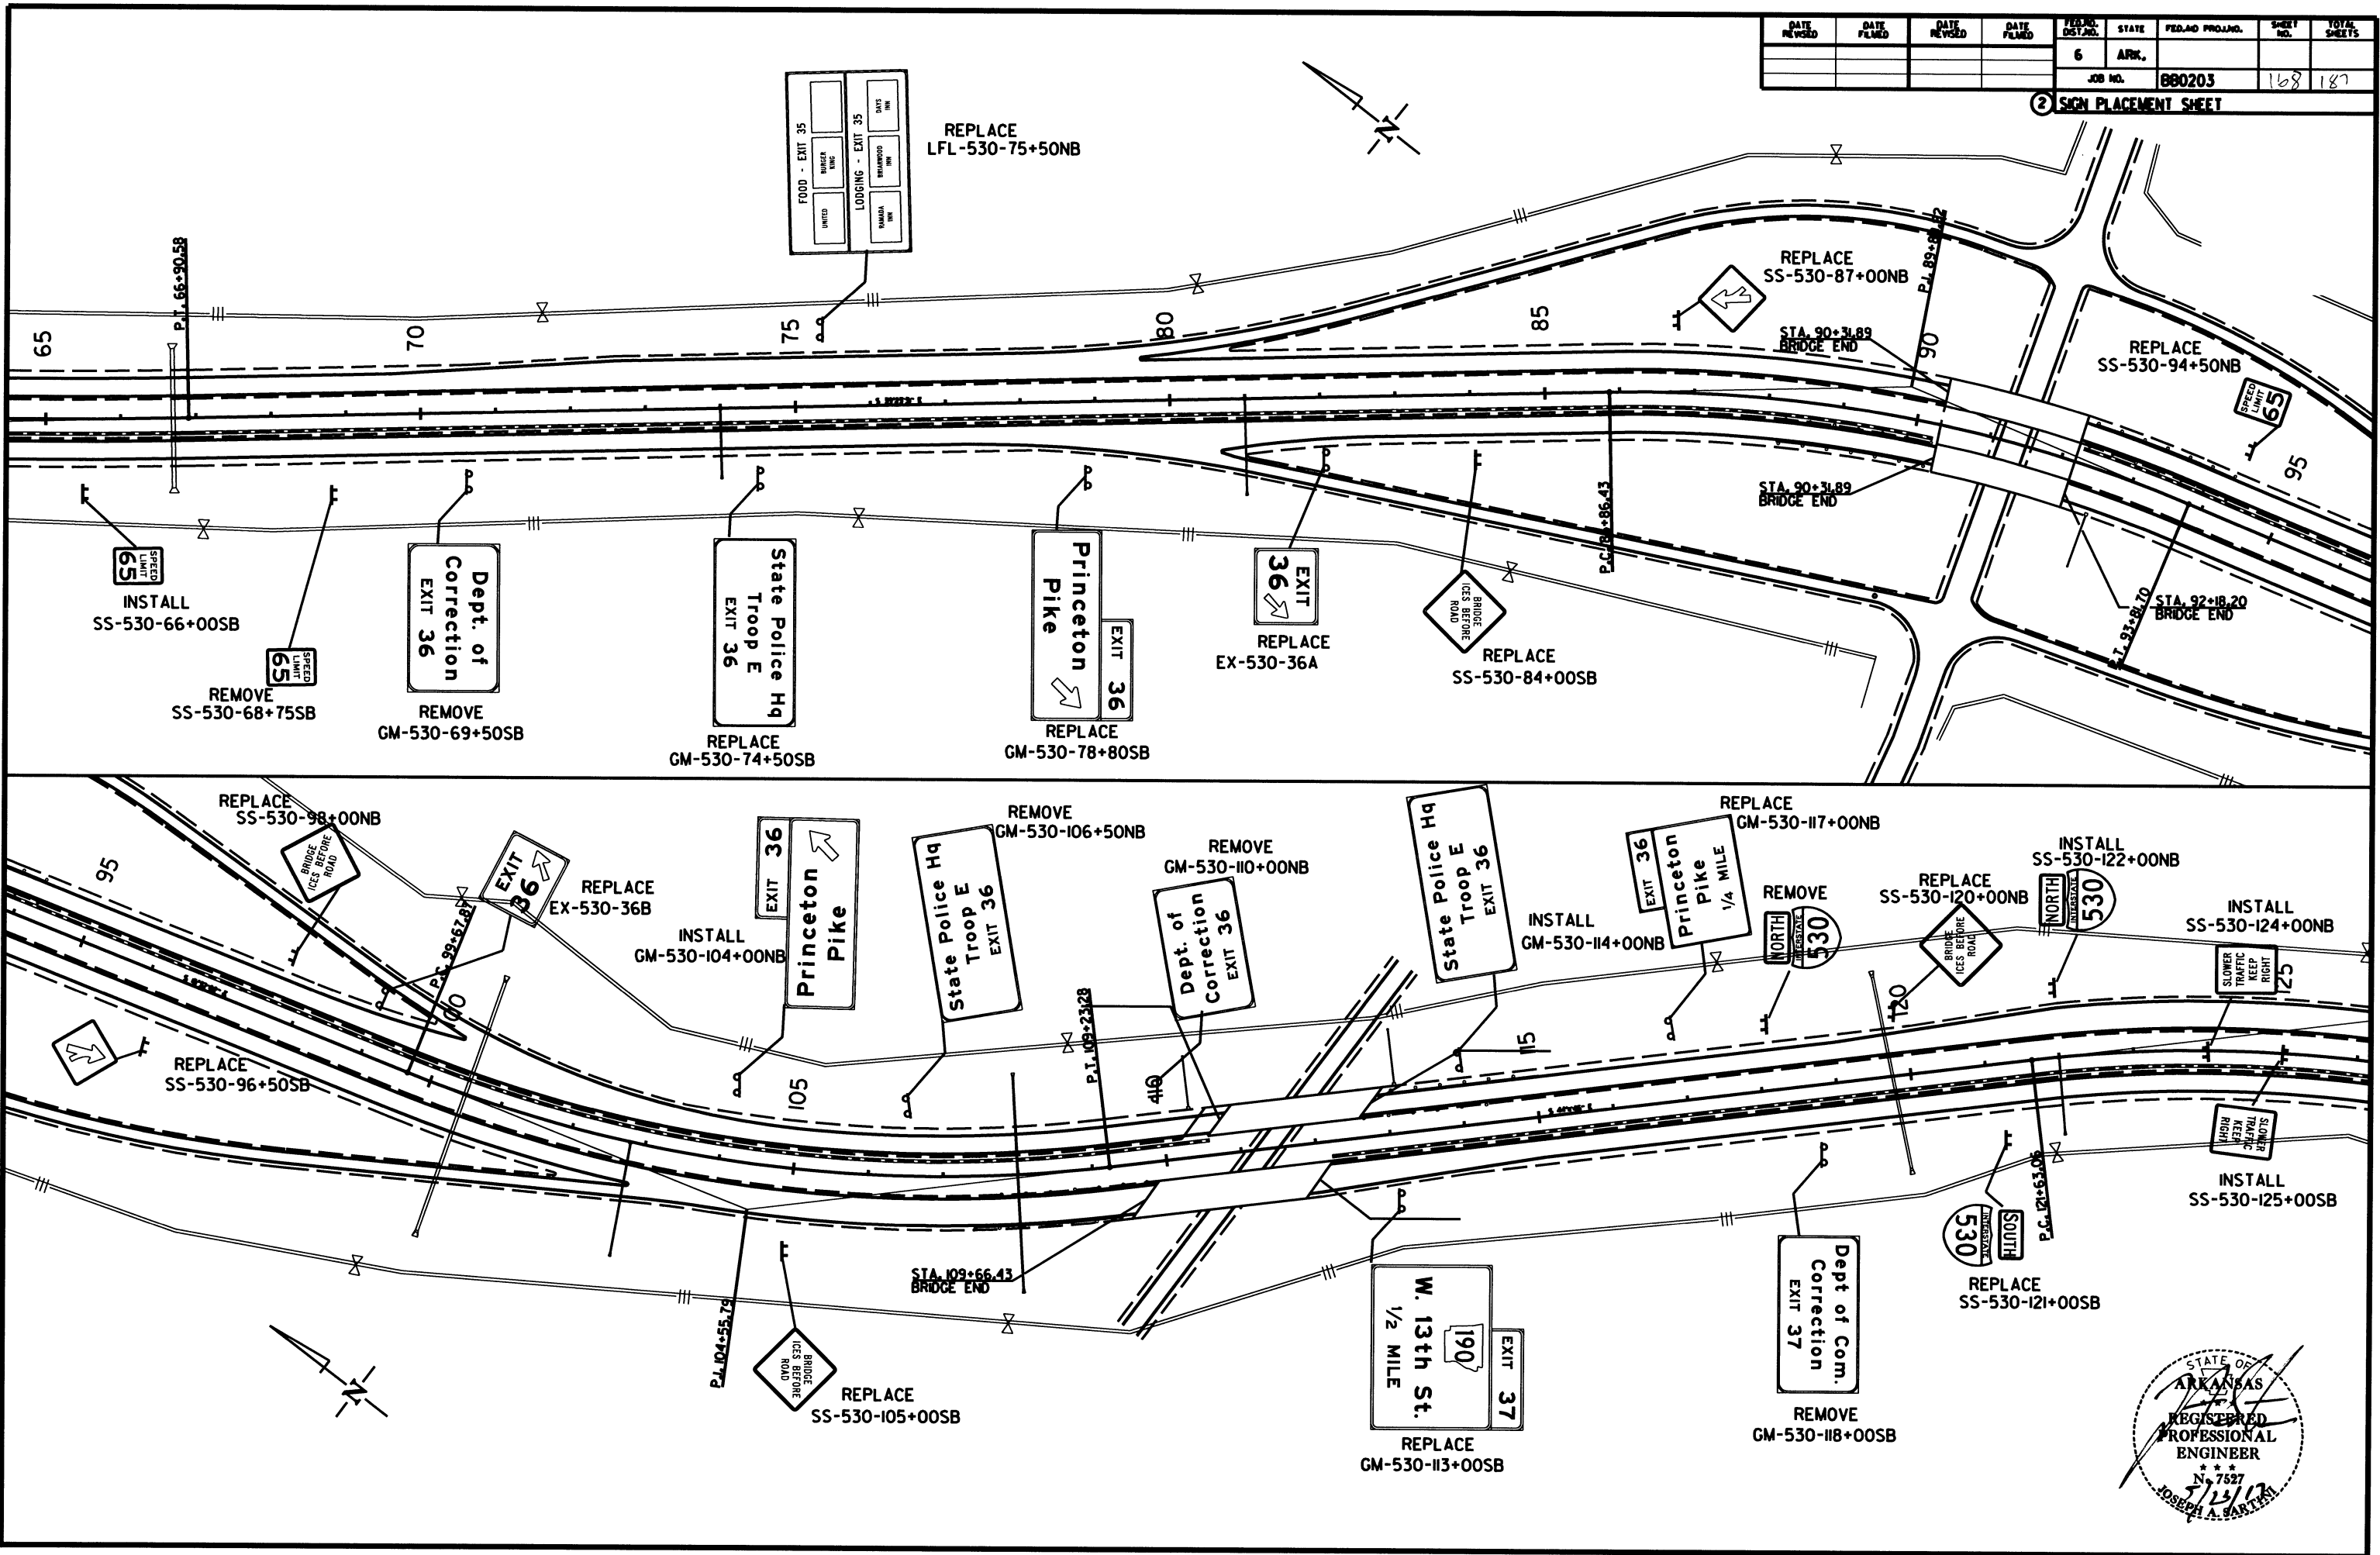 DATE REVISED
DATE FILMED
DATE REVISED
DATE FILMED
FED.RD. DIST.NO.
STATE
FED.AID PROJ.NO.
SHEET NO.
TOTAL SHEETS
6
ARK.
JOB NO.
BB0203
168
187
2
SIGN PLACEMENT SHEET
FOOD - EXIT 35
UNITED
BURGER KING
LODGING - EXIT 35
RAMADA INN
BRIARWOOD INN
DAYS INN
REPLACE
LFL-530-75+50NB
N
P.T. 66+90.58
65
70
75
80
85
90
95
REPLACE
SS-530-87+00NB
STA. 90+31.89
BRIDGE END
REPLACE
SS-530-94+50NB
SPEED
LIMIT
65
STA. 90+31.89
BRIDGE END
STA. 92+18.20
BRIDGE END
P.T. 93+81.70
SPEED
LIMIT
65
INSTALL
SS-530-66+00SB
SPEED
LIMIT
65
REMOVE
SS-530-68+75SB
Dept. of
Correction
EXIT 36
REMOVE
GM-530-69+50SB
State Police Hq
Troop E
EXIT 36
REPLACE
GM-530-74+50SB
EXIT 36
Princeton
Pike
REPLACE
GM-530-78+80SB
EXIT
36
REPLACE
EX-530-36A
BRIDGE
ICES BEFORE
ROAD
REPLACE
SS-530-84+00SB
REPLACE
SS-530-98+00NB
BRIDGE
ICES BEFORE
ROAD
95
EXIT
36
REPLACE
EX-530-36B
P.C. 99+67.87
INSTALL
GM-530-104+00NB
EXIT 36
Princeton
Pike
REMOVE
GM-530-106+50NB
State Police Hq
Troop E
EXIT 36
REMOVE
GM-530-110+00NB
Dept. of
Correction
EXIT 36
State Police Hq
Troop E
EXIT 36
INSTALL
GM-530-114+00NB
REPLACE
GM-530-117+00NB
EXIT 36
Princeton
Pike
1/4 MILE
REMOVE
NORTH
INTERSTATE
530
REPLACE
SS-530-120+00NB
BRIDGE
ICES BEFORE
ROAD
INSTALL
SS-530-122+00NB
NORTH
INTERSTATE
530
INSTALL
SS-530-124+00NB
SLOWER
TRAFFIC
KEEP
RIGHT
105
115
120
125
P.T. 109+23.28
REPLACE
SS-530-96+50SB
STA. 109+66.43
BRIDGE END
P.I. 104+55.79
BRIDGE
ICES BEFORE
ROAD
REPLACE
SS-530-105+00SB
EXIT 37
190
W. 13th St.
1/2 MILE
REPLACE
GM-530-113+00SB
Dept of Com.
Correction
EXIT 37
REMOVE
GM-530-118+00SB
SOUTH
INTERSTATE
530
REPLACE
SS-530-121+00SB
P.C. 121+63.06
SLOWER
TRAFFIC
KEEP
RIGHT
INSTALL
SS-530-125+00SB
N
STATE OF
ARKANSAS
REGISTERED
PROFESSIONAL
ENGINEER
No. 7527
JOSEPH A. SARTINI